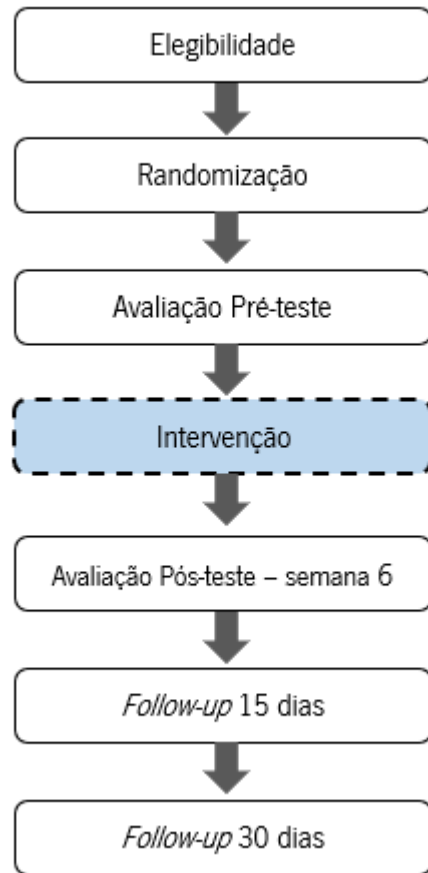 Elegibilidade
Randomização
Avaliação Pré-teste
Intervenção
Avaliação Pós-teste – semana 6
Follow-up 15 dias
Follow-up 30 dias